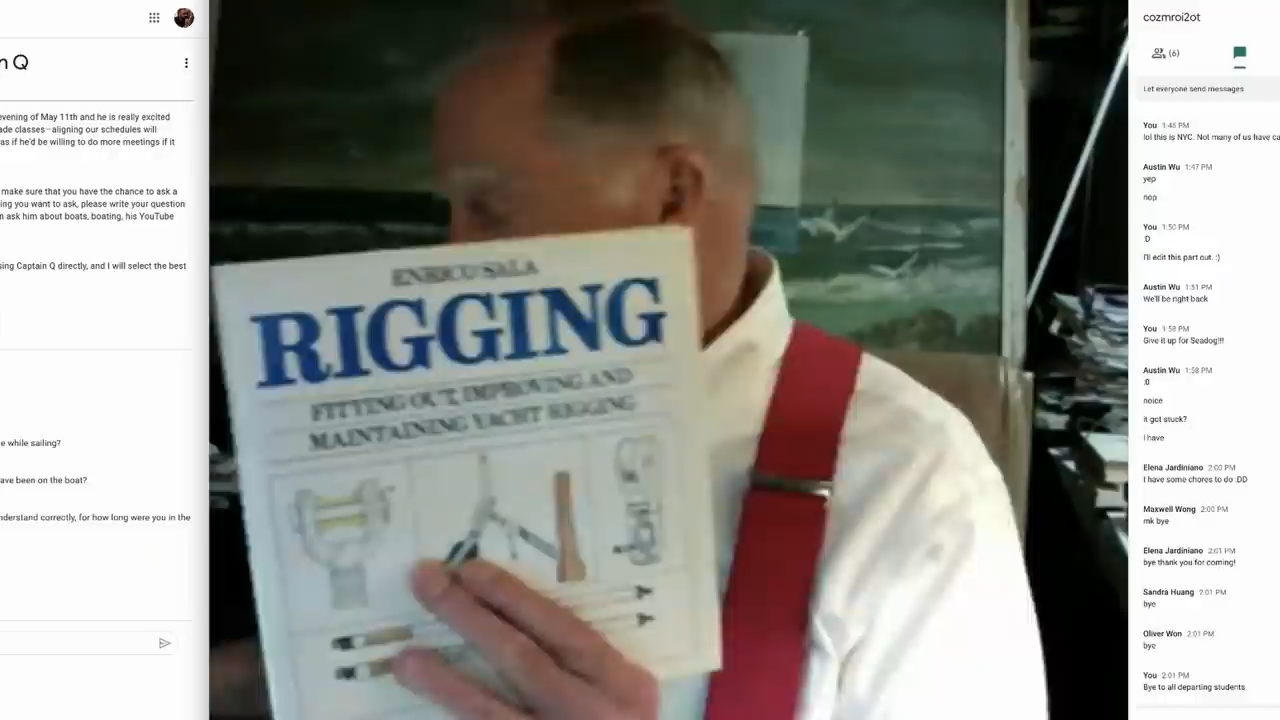 n Q
evening of May 11th and he is really excited
ade classes—aligning our schedules will
as if he'd be willing to do more meetings if it
make sure that you have the chance to ask a
ing you want to ask, please write your question
n ask him about boats, boating, his YouTube
sing Captain Q directly, and I will select the best
e while sailing?
ave been on the boat?
nderstand correctly, for how long were you in the
ENRICO SALA
RIGGING
FITTING OUT, IMPROVING AND
MAINTAINING YACHT RIGGING
cozmroi2ot
(6)
Let everyone send messages
You 1:46 PM
lol this is NYC. Not many of us have ca
Austin Wu 1:47 PM
yep
nop
You 1:50 PM
:D
I'll edit this part out. :)
Austin Wu 1:51 PM
We'll be right back
You 1:58 PM
Give it up for Seadog!!!
Austin Wu 1:58 PM
:0
noice
it got stuck?
i have
Elena Jardiniano 2:00 PM
I have some chores to do :DD
Maxwell Wong 2:00 PM
mk bye
Elena Jardiniano 2:01 PM
bye thank you for coming!
Sandra Huang 2:01 PM
bye
Oliver Won 2:01 PM
bye
You 2:01 PM
Bye to all departing students